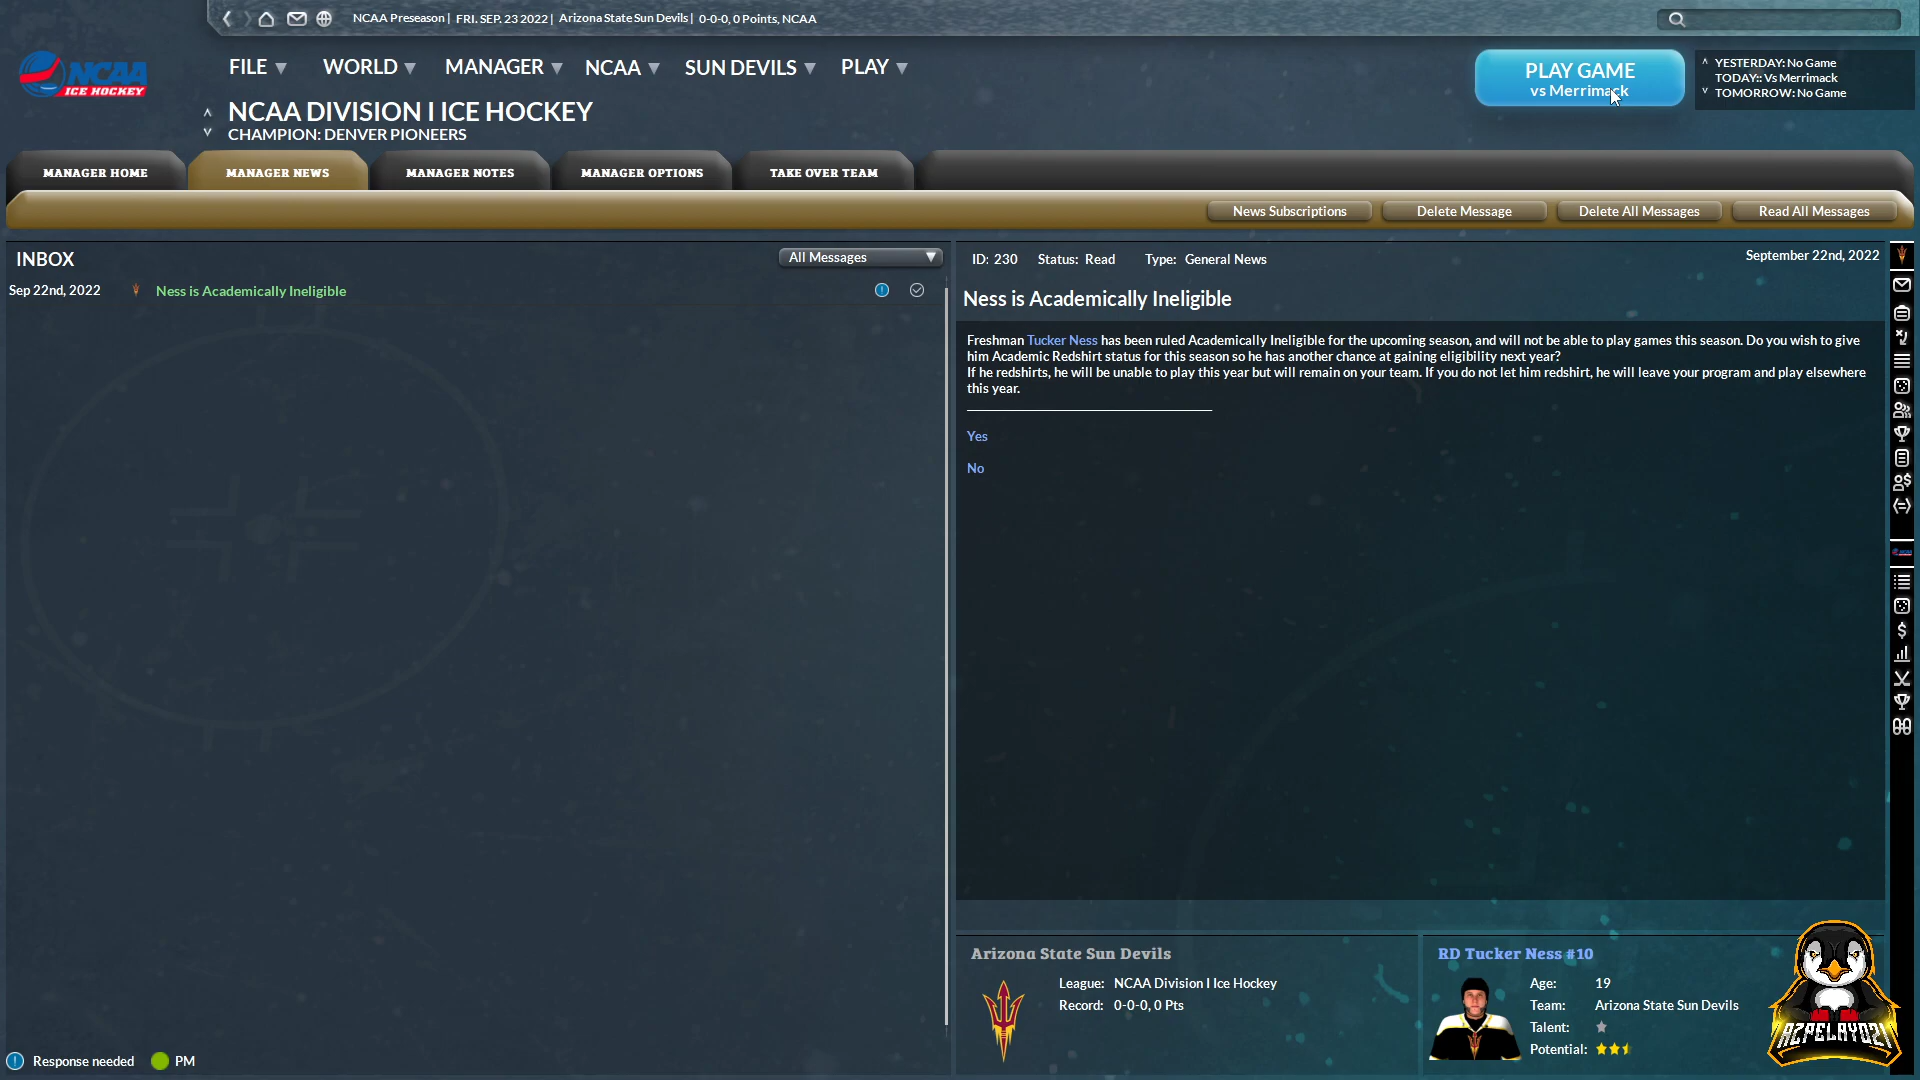 NCAA Preseason | FRI. SEP. 23 2022 | Arizona State Sun Devils | 0-0-0, 0 Points, NCAA
NCAA
ICE HOCKEY
FILE WORLD MANAGER NCAA SUN DEVILS PLAY
NCAA DIVISION I ICE HOCKEY
CHAMPION: DENVER PIONEERS
PLAY GAME
vs Merrimack
YESTERDAY: No Game
TODAY:: Vs Merrimack
TOMORROW: No Game
MANAGER HOME MANAGER NEWS MANAGER NOTES MANAGER OPTIONS TAKE OVER TEAM
News Subscriptions Delete Message Delete All Messages Read All Messages
INBOX
All Messages
Sep 22nd, 2022 Ness is Academically Ineligible
ID: 230 Status: Read Type: General News September 22nd, 2022
Ness is Academically Ineligible
Freshman Tucker Ness has been ruled Academically Ineligible for the upcoming season, and will not be able to play games this season. Do you wish to give
him Academic Redshirt status for this season so he has another chance at gaining eligibility next year?
If he redshirts, he will be unable to play this year but will remain on your team. If you do not let him redshirt, he will leave your program and play elsewhere
this year.
Yes
No
Arizona State Sun Devils
League: NCAA Division I Ice Hockey
Record: 0-0-0, 0 Pts
RD Tucker Ness #10
Age: 19
Team: Arizona State Sun Devils
Talent:
Potential:
AZPELAYO21
Response needed PM